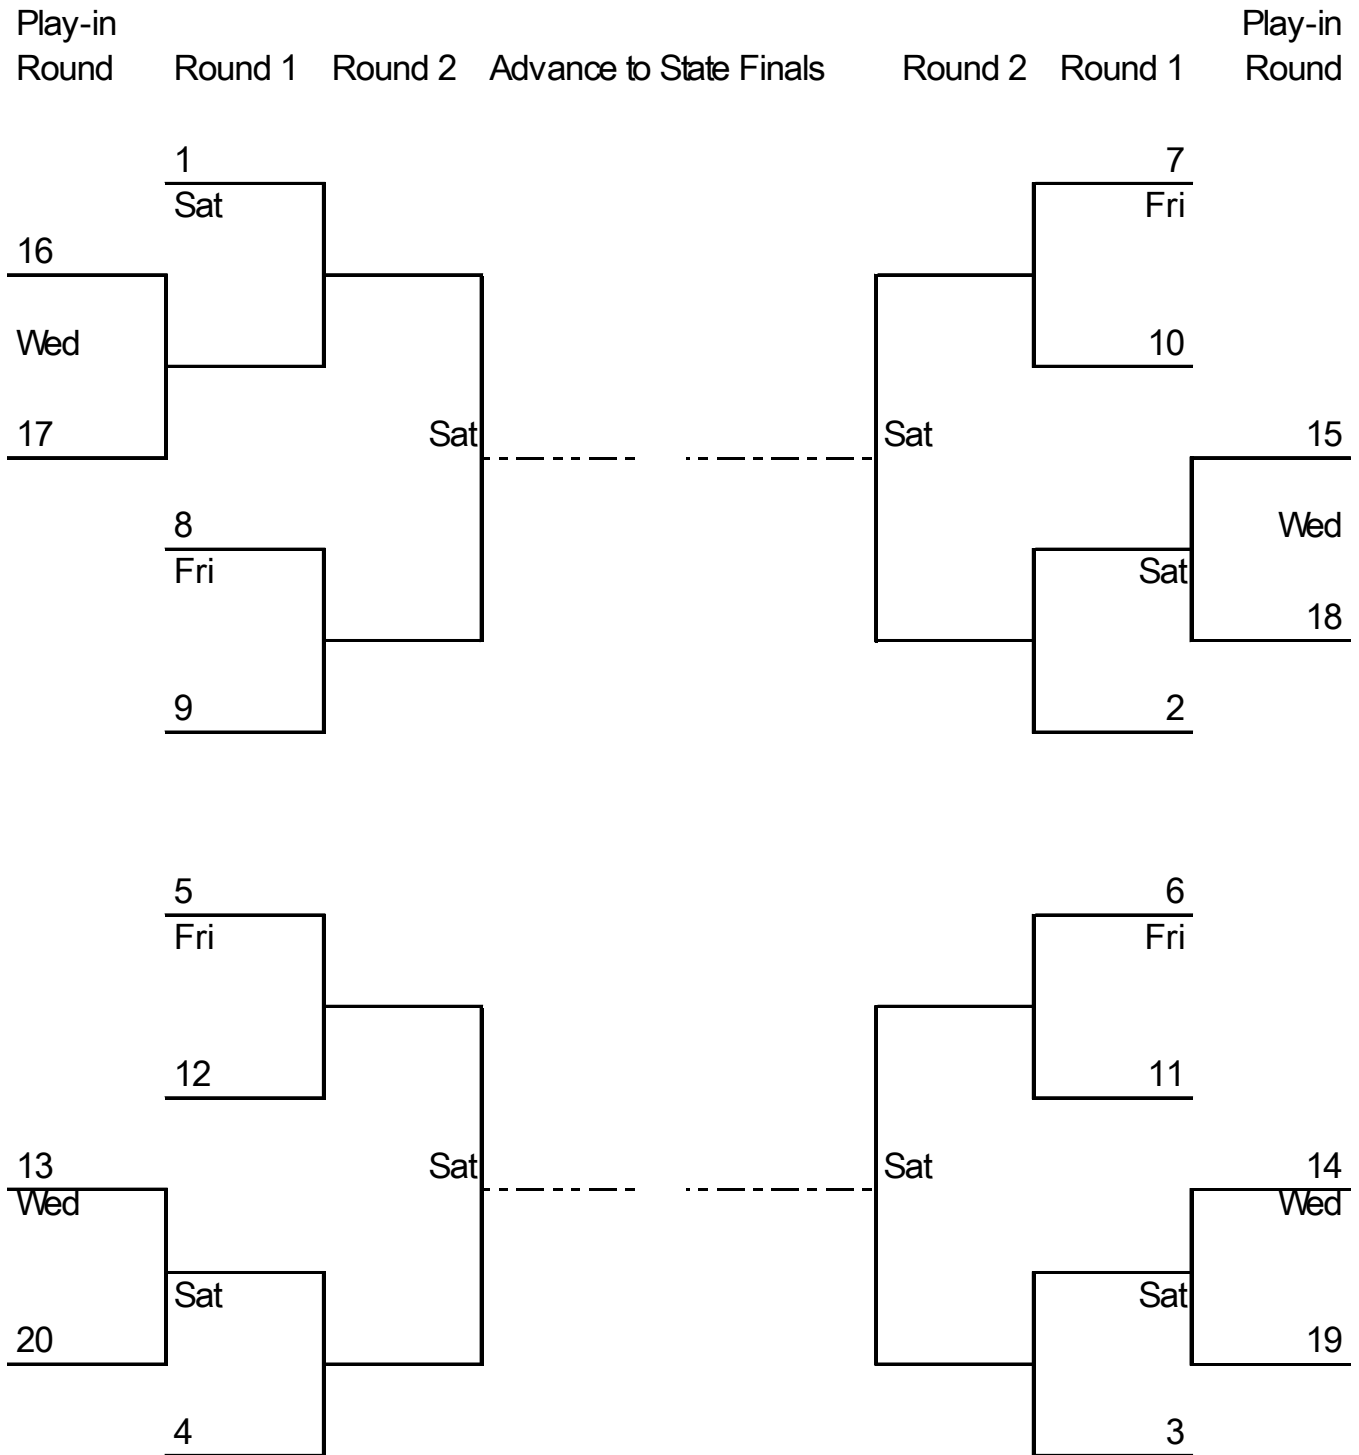 Play-in Play-in
Round Round 1 Round 2 Advance to State Finals Round 2 Round 1 Round
1 7
Sat Fri
16
Wed 10
17 Sat Sat 15
8 Wed
Fri Sat
18
9 2
5 6
Fri Fri
12 11
13 Sat Sat 14
Wed Wed
Sat Sat
20 19
4 3